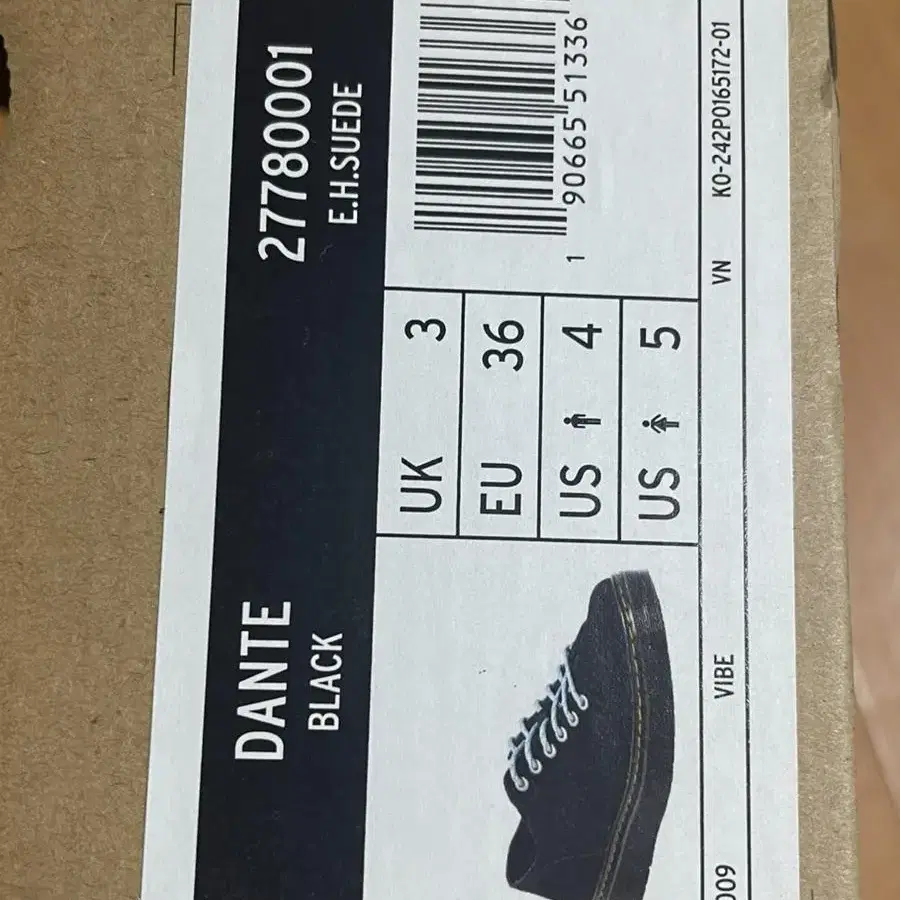 DANTE 27780001
BLACK E.H.SUEDE
UK 3
EU 36
US 4
US 5
1 90665 51336
009 VIBE VN K0-242P0165172-01